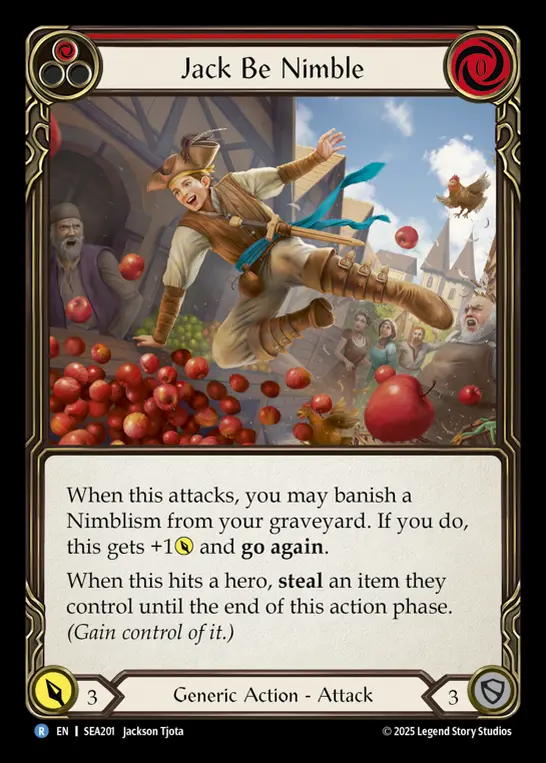 0
Jack Be Nimble
When this attacks, you may banish a
Nimblism from your graveyard. If you do,
this gets +1 and go again.
When this hits a hero, steal an item they
control until the end of this action phase.
(Gain control of it.)
3 Generic Action - Attack 3
R EN SEA201 Jackson Tjota © 2025 Legend Story Studios